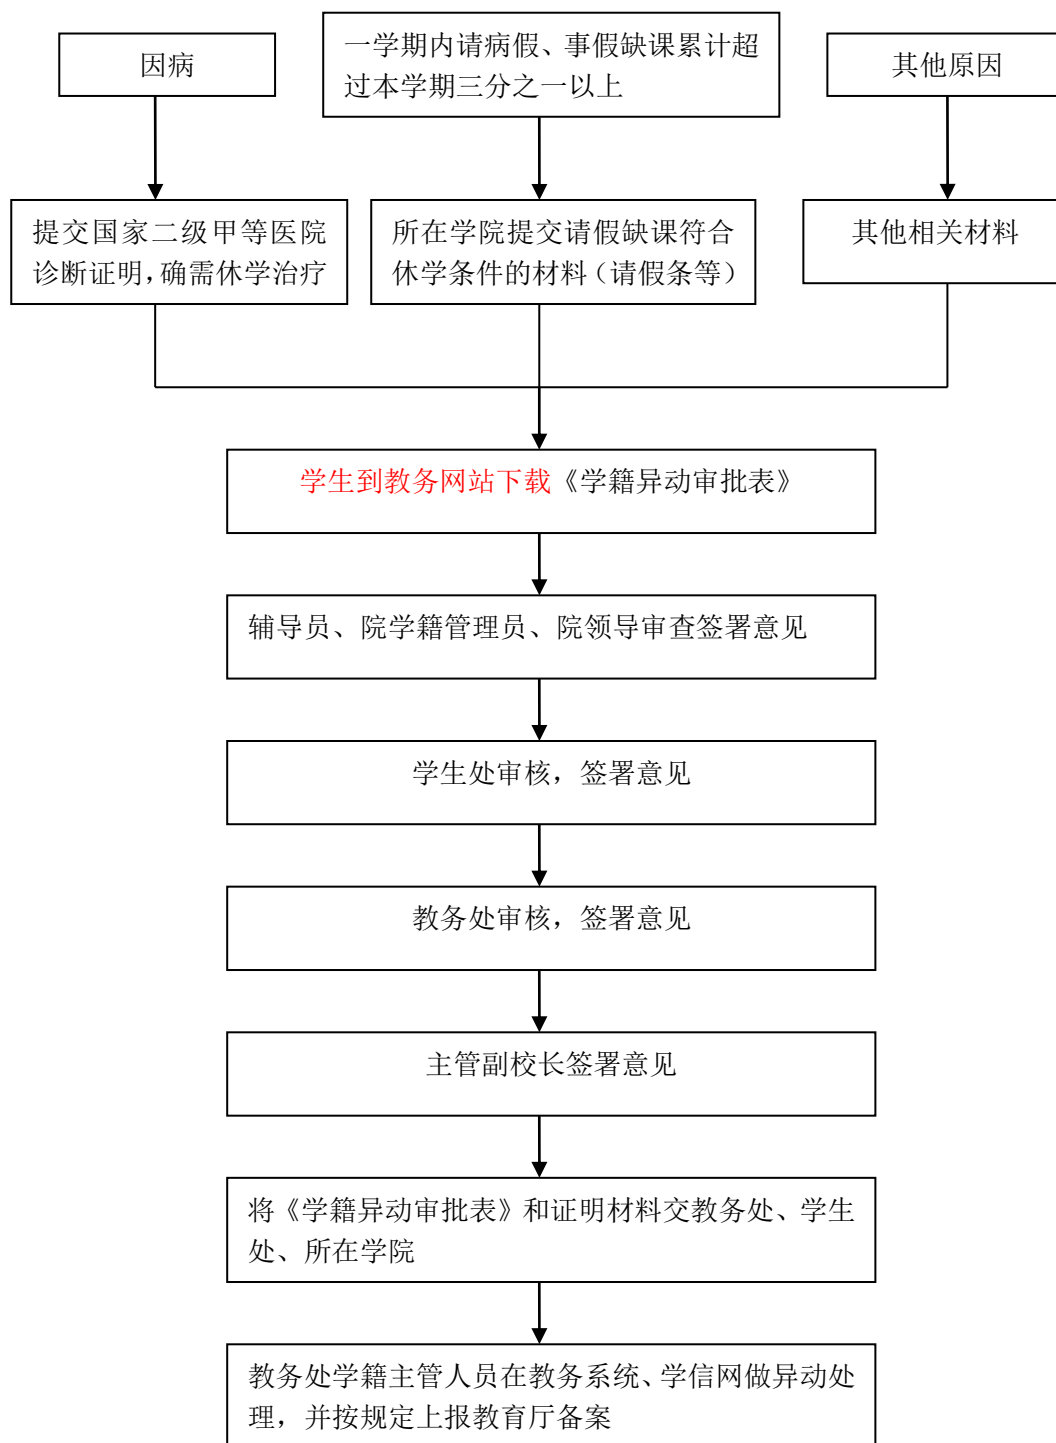 因病
一学期内请病假、事假缺课累计超
过本学期三分之一以上
其他原因
提交国家二级甲等医院
诊断证明，确需休学治疗
所在学院提交请假缺课符合
休学条件的材料（请假条等）
其他相关材料
学生到教务网站下载《学籍异动审批表》
辅导员、院学籍管理员、院领导审查签署意见
学生处审核，签署意见
教务处审核，签署意见
主管副校长签署意见
将《学籍异动审批表》和证明材料交教务处、学生
处、所在学院
教务处学籍主管人员在教务系统、学信网做异动处
理，并按规定上报教育厅备案